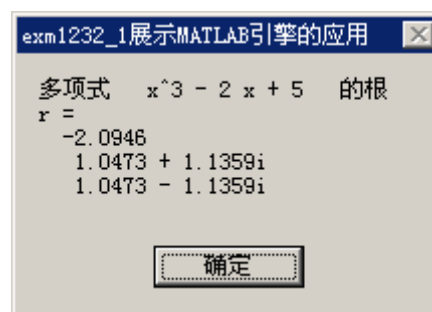 exm1232_1展示MATLAB引擎的应用
多项式 x^3 - 2 x + 5 的根
r =
-2.0946
1.0473 + 1.1359i
1.0473 - 1.1359i
确定